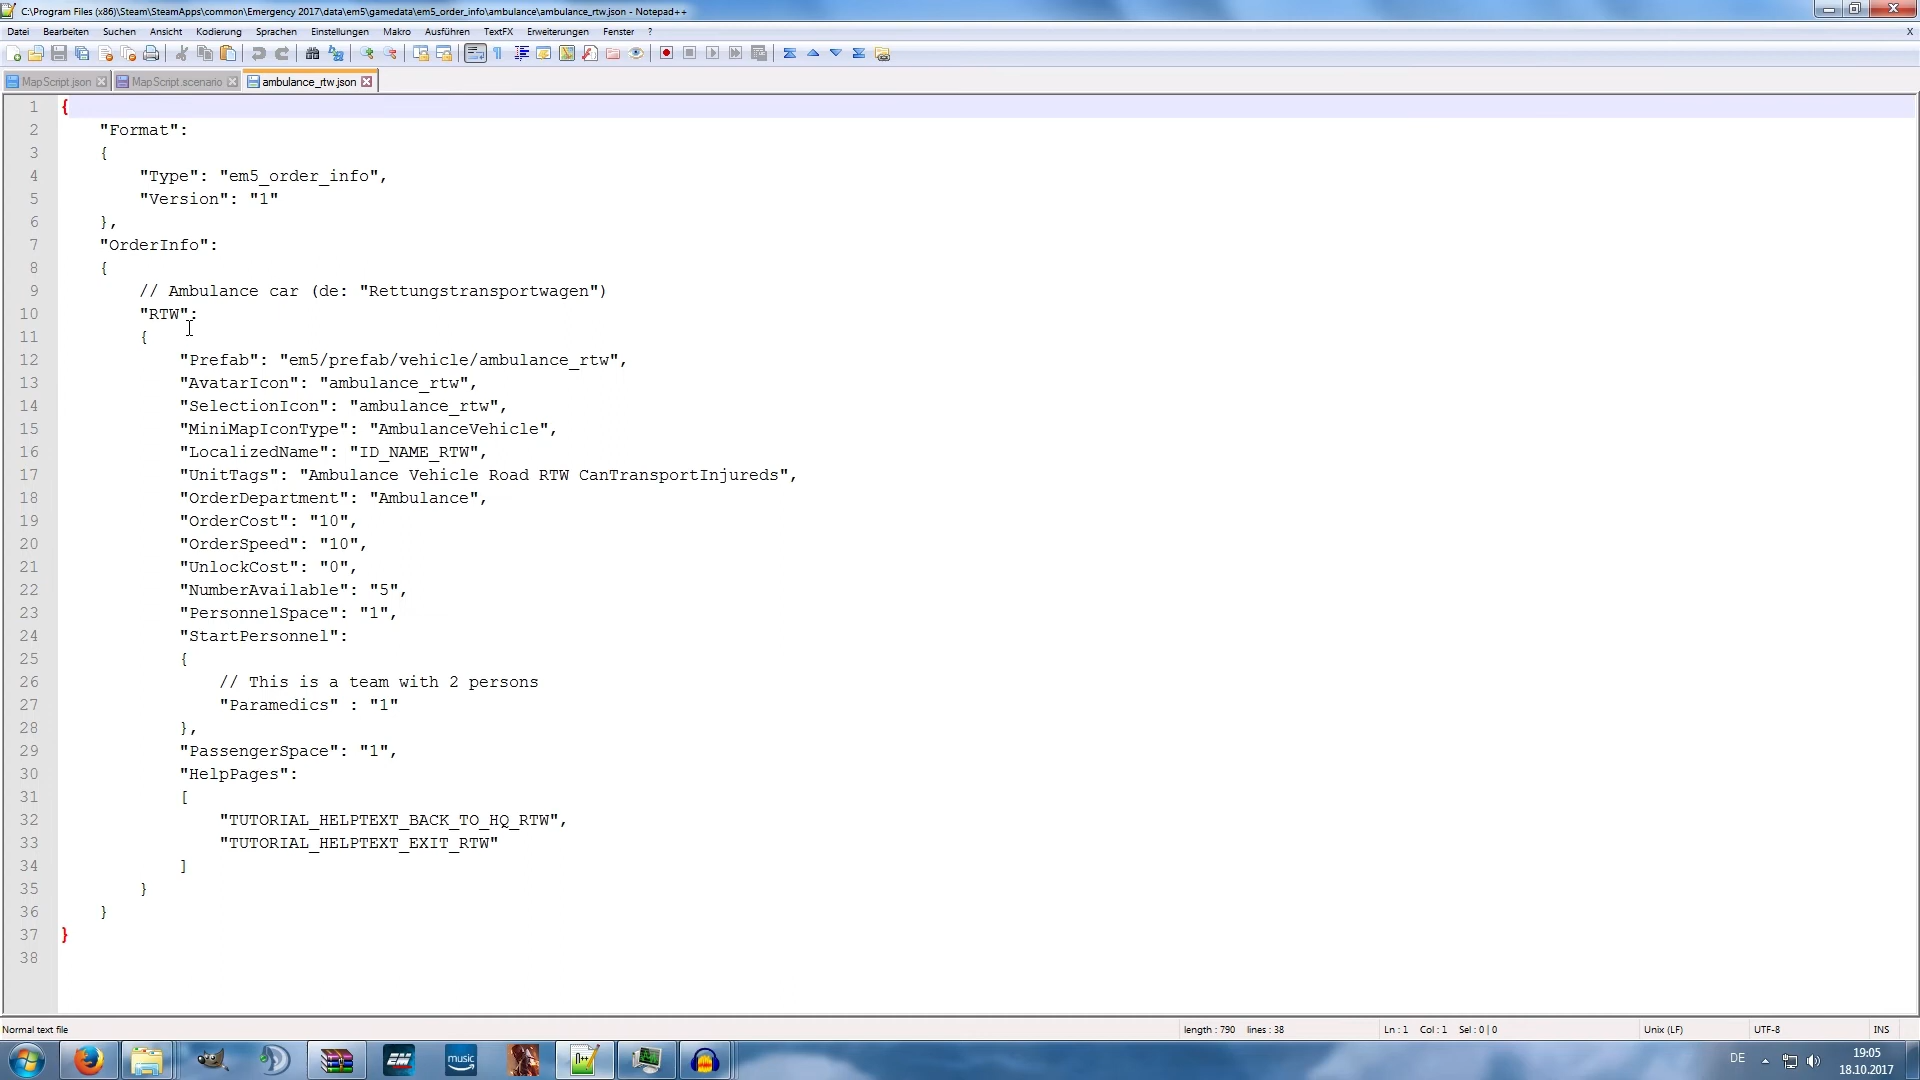 C:\Program Files (x86)\Steam\SteamApps\common\Emergency 2017\data\em5\gamedata\em5_order_info\ambulance\ambulance_rtw.json - Notepad++
Datei Bearbeiten Suchen Ansicht Kodierung Sprachen Einstellungen Makro Ausführen TextFX Erweiterungen Fenster ? X
MapScript.json MapScript.scenario ambulance_rtw.json
1 {
2 "Format":
3 {
4 "Type": "em5_order_info",
5 "Version": "1"
6 },
7 "OrderInfo":
8 {
9 // Ambulance car (de: "Rettungstransportwagen")
10 "RTW":
11 {
12 "Prefab": "em5/prefab/vehicle/ambulance_rtw",
13 "AvatarIcon": "ambulance_rtw",
14 "SelectionIcon": "ambulance_rtw",
15 "MiniMapIconType": "AmbulanceVehicle",
16 "LocalizedName": "ID_NAME_RTW",
17 "UnitTags": "Ambulance Vehicle Road RTW CanTransportInjureds",
18 "OrderDepartment": "Ambulance",
19 "OrderCost": "10",
20 "OrderSpeed": "10",
21 "UnlockCost": "0",
22 "NumberAvailable": "5",
23 "PersonnelSpace": "1",
24 "StartPersonnel":
25 {
26 // This is a team with 2 persons
27 "Paramedics" : "1"
28 },
29 "PassengerSpace": "1",
30 "HelpPages":
31 [
32 "TUTORIAL_HELPTEXT_BACK_TO_HQ_RTW",
33 "TUTORIAL_HELPTEXT_EXIT_RTW"
34 ]
35 }
36 }
37 }
38
Normal text file length : 790 lines : 38 Ln : 1 Col : 1 Sel : 0 | 0 Unix (LF) UTF-8 INS
music DE 19:05
18.10.2017